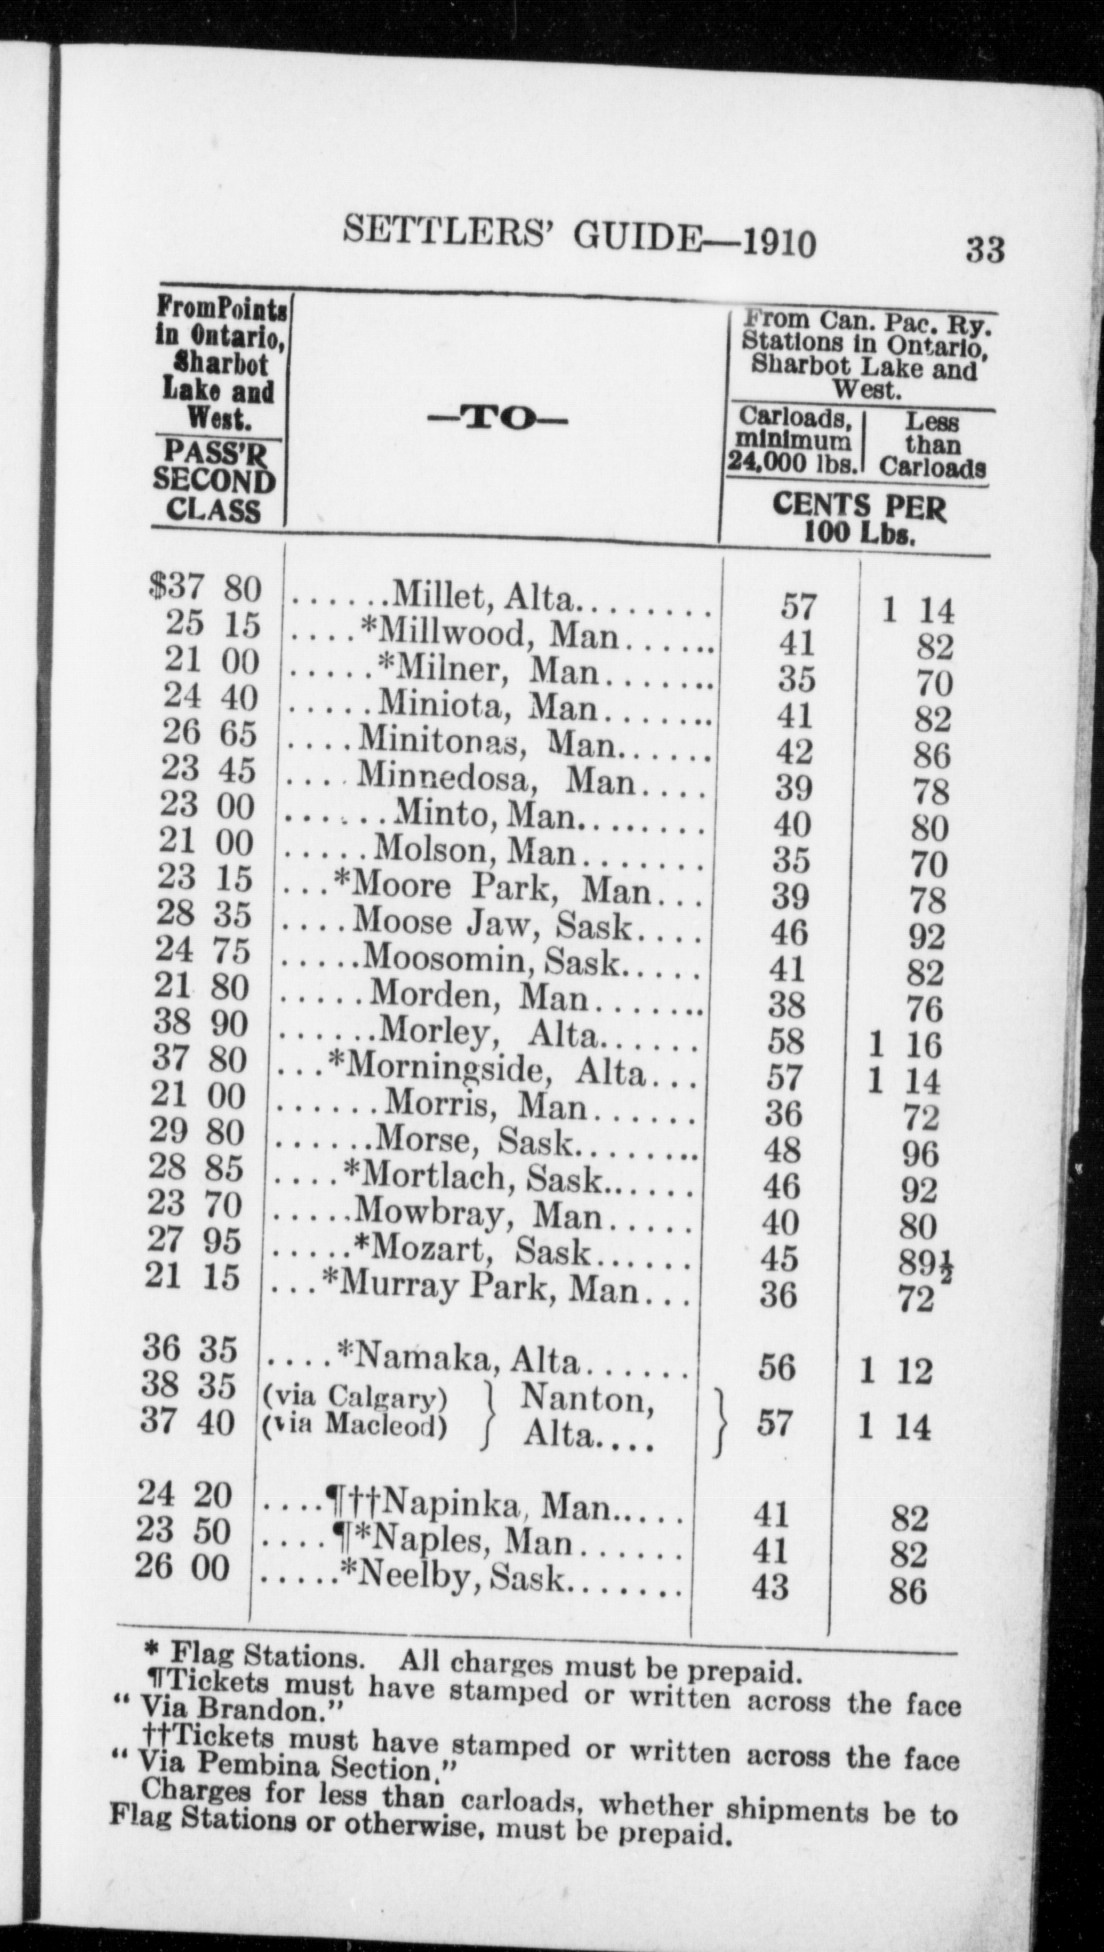 SETTLERS' GUIDE—1910 33
From Points in Ontario, Sharbot Lake and West.
PASS'R SECOND CLASS
—TO—
From Can. Pac. Ry. Stations in Ontario, Sharbot Lake and West.
Carloads, minimum 24,000 lbs.
Less than Carloads
CENTS PER 100 Lbs.
$37 80 ......Millet, Alta........ 57 1 14
25 15 ....*Millwood, Man...... 41 82
21 00 .....*Milner, Man....... 35 70
24 40 .....Miniota, Man....... 41 82
26 65 ....Minitonas, Man...... 42 86
23 45 ....Minnedosa, Man.... 39 78
23 00 ......Minto, Man........ 40 80
21 00 .....Molson, Man....... 35 70
23 15 ...*Moore Park, Man... 39 78
28 35 ....Moose Jaw, Sask.... 46 92
24 75 .....Moosomin, Sask..... 41 82
21 80 .....Morden, Man....... 38 76
38 90 ......Morley, Alta...... 58 1 16
37 80 ...*Morningside, Alta... 57 1 14
21 00 ......Morris, Man...... 36 72
29 80 ......Morse, Sask........ 48 96
28 85 ....*Mortlach, Sask...... 46 92
23 70 .....Mowbray, Man..... 40 80
27 95 .....*Mozart, Sask...... 45 89½
21 15 ...*Murray Park, Man... 36 72
36 35 ....*Namaka, Alta...... 56 1 12
38 35 (via Calgary) } Nanton,
37 40 (via Macleod) } Alta.... } 57 1 14
24 20 ....¶††Napinka, Man..... 41 82
23 50 ....¶*Naples, Man...... 41 82
26 00 .....*Neelby, Sask....... 43 86
* Flag Stations. All charges must be prepaid.
¶Tickets must have stamped or written across the face
" Via Brandon."
††Tickets must have stamped or written across the face
" Via Pembina Section."
Charges for less than carloads, whether shipments be to
Flag Stations or otherwise, must be prepaid.